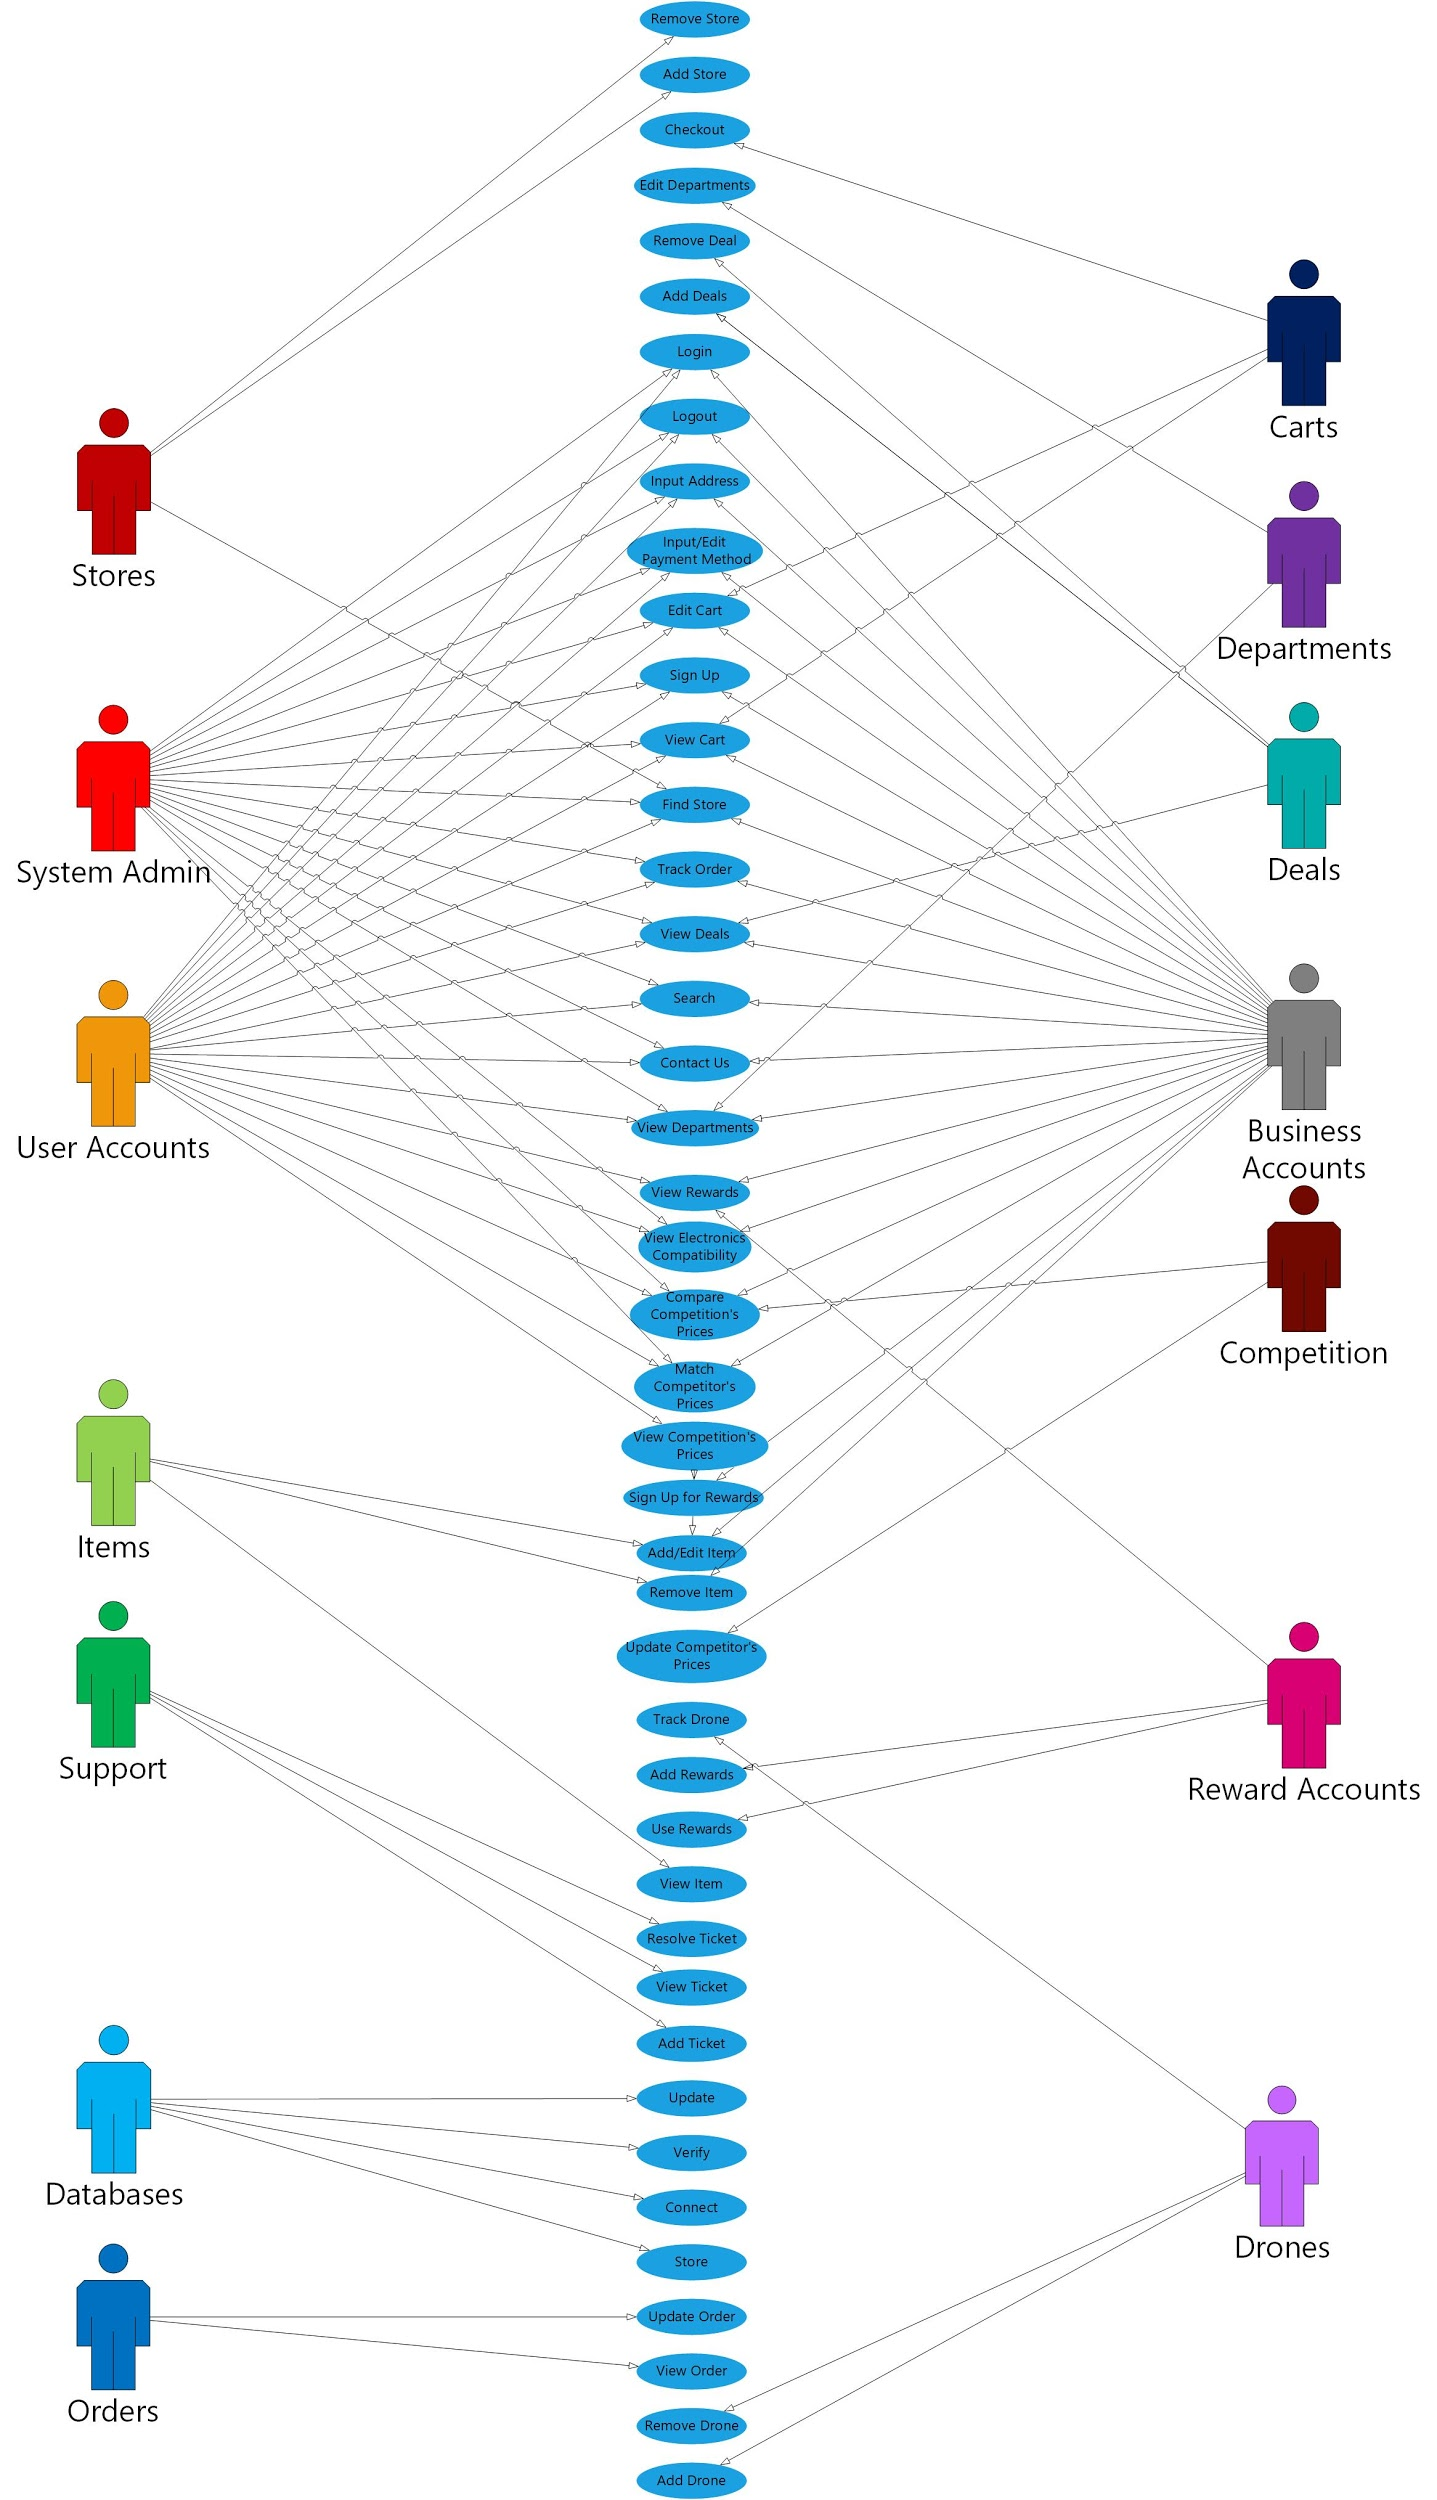 Remove Store
Add Store
Checkout
Edit Departments
Remove Deal
Add Deals
Login
Logout
Input Address
Input/Edit
Payment Method
Edit Cart
Sign Up
View Cart
Find Store
Track Order
View Deals
Search
Contact Us
View Departments
View Rewards
View Electronics
Compatibility
Compare
Competition's
Prices
Match
Competitor's
Prices
View Competition's
Prices
Sign Up for Rewards
Add/Edit Item
Remove Item
Update Competitor's
Prices
Track Drone
Add Rewards
Use Rewards
View Item
Resolve Ticket
View Ticket
Add Ticket
Update
Verify
Connect
Store
Update Order
View Order
Remove Drone
Add Drone
Stores
System Admin
User Accounts
Items
Support
Databases
Orders
Carts
Departments
Deals
Business
Accounts
Competition
Reward Accounts
Drones